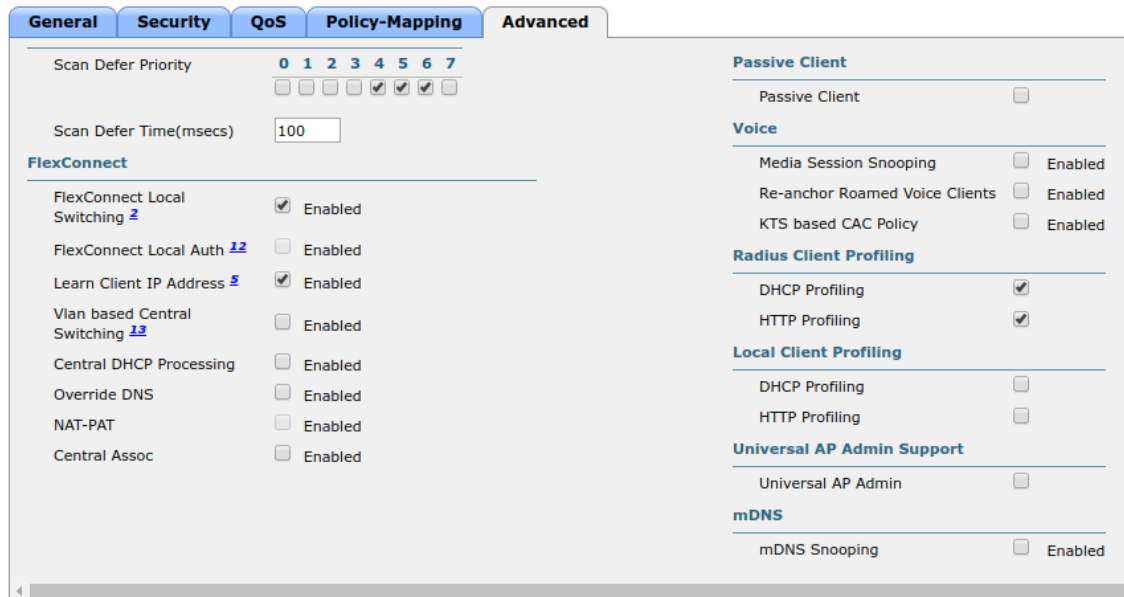 General Security QoS Policy-Mapping Advanced
Scan Defer Priority 0 1 2 3 4 5 6 7
Scan Defer Time(msecs) 100
FlexConnect
FlexConnect Local
Switching 2 Enabled
FlexConnect Local Auth 12 Enabled
Learn Client IP Address 5 Enabled
Vlan based Central
Switching 13 Enabled
Central DHCP Processing Enabled
Override DNS Enabled
NAT-PAT Enabled
Central Assoc Enabled
Passive Client
Passive Client
Voice
Media Session Snooping Enabled
Re-anchor Roamed Voice Clients Enabled
KTS based CAC Policy Enabled
Radius Client Profiling
DHCP Profiling
HTTP Profiling
Local Client Profiling
DHCP Profiling
HTTP Profiling
Universal AP Admin Support
Universal AP Admin
mDNS
mDNS Snooping Enabled